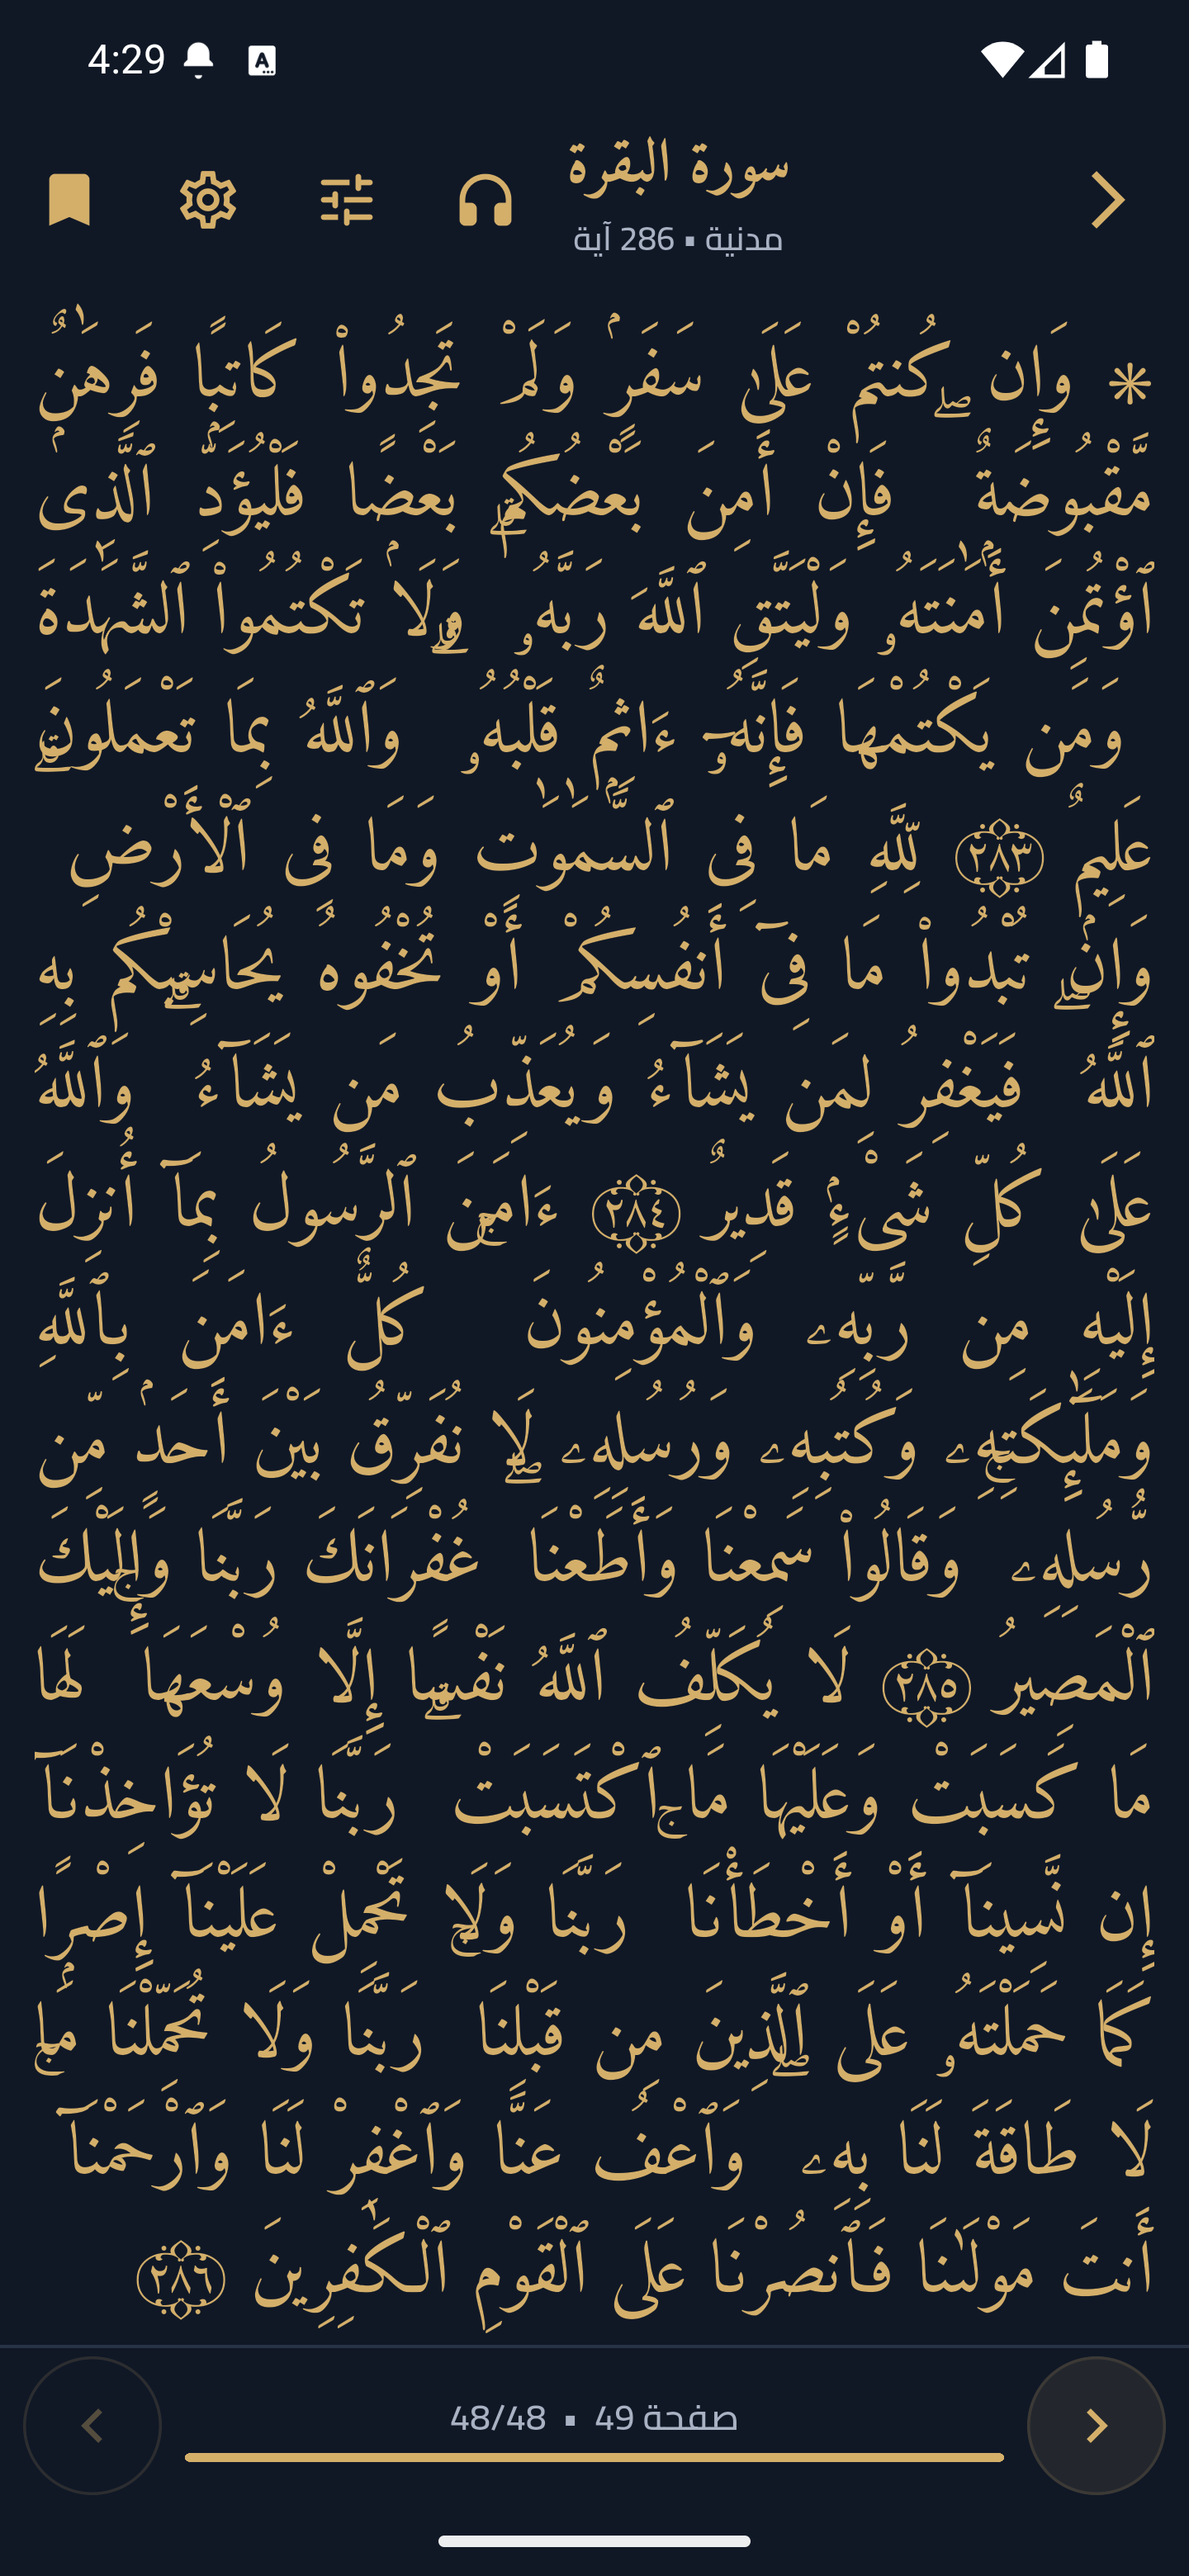 4:29
سورة البقرة
مدنية ▪ 286 آية
۞ وَإِن كُنتُمْ عَلَىٰ سَفَرٍۢ وَلَمْ تَجِدُوا۟ كَاتِبًۭا فَرِهَـٰنٌۭ
مَّقْبُوضَةٌۭ ۖ فَإِنْ أَمِنَ بَعْضُكُم بَعْضًۭا فَلْيُؤَدِّ ٱلَّذِى
ٱؤْتُمِنَ أَمَـٰنَتَهُۥ وَلْيَتَّقِ ٱللَّهَ رَبَّهُۥ ۗ وَلَا تَكْتُمُوا۟ ٱلشَّهَـٰدَةَ
ۚ وَمَن يَكْتُمْهَا فَإِنَّهُۥٓ ءَاثِمٌۭ قَلْبُهُۥ ۗ وَٱللَّهُ بِمَا تَعْمَلُونَ
عَلِيمٌۭ ٢٨٣ لِّلَّهِ مَا فِى ٱلسَّمَـٰوَٰتِ وَمَا فِى ٱلْأَرْضِ ۗ
وَإِن تُبْدُوا۟ مَا فِىٓ أَنفُسِكُمْ أَوْ تُخْفُوهُ يُحَاسِبْكُم بِهِ
ٱللَّهُ ۖ فَيَغْفِرُ لِمَن يَشَآءُ وَيُعَذِّبُ مَن يَشَآءُ ۗ وَٱللَّهُ
عَلَىٰ كُلِّ شَىْءٍۢ قَدِيرٌ ٢٨٤ ءَامَنَ ٱلرَّسُولُ بِمَآ أُنزِلَ
إِلَيْهِ مِن رَّبِّهِۦ وَٱلْمُؤْمِنُونَ ۚ كُلٌّ ءَامَنَ بِٱللَّهِ
وَمَلَـٰٓئِكَتِهِۦ وَكُتُبِهِۦ وَرُسُلِهِۦ لَا نُفَرِّقُ بَيْنَ أَحَدٍۢ مِّن
رُّسُلِهِۦ ۚ وَقَالُوا۟ سَمِعْنَا وَأَطَعْنَا ۖ غُفْرَانَكَ رَبَّنَا وَإِلَيْكَ
ٱلْمَصِيرُ ٢٨٥ لَا يُكَلِّفُ ٱللَّهُ نَفْسًا إِلَّا وُسْعَهَا ۚ لَهَا
مَا كَسَبَتْ وَعَلَيْهَا مَا ٱكْتَسَبَتْ ۗ رَبَّنَا لَا تُؤَاخِذْنَآ
إِن نَّسِينَآ أَوْ أَخْطَأْنَا ۚ رَبَّنَا وَلَا تَحْمِلْ عَلَيْنَآ إِصْرًۭا
كَمَا حَمَلْتَهُۥ عَلَى ٱلَّذِينَ مِن قَبْلِنَا ۚ رَبَّنَا وَلَا تُحَمِّلْنَا مَا
لَا طَاقَةَ لَنَا بِهِۦ ۖ وَٱعْفُ عَنَّا وَٱغْفِرْ لَنَا وَٱرْحَمْنَآ ۚ
أَنتَ مَوْلَىٰنَا فَٱنصُرْنَا عَلَى ٱلْقَوْمِ ٱلْكَـٰفِرِينَ ٢٨٦
صفحة 49 ▪ 48/48